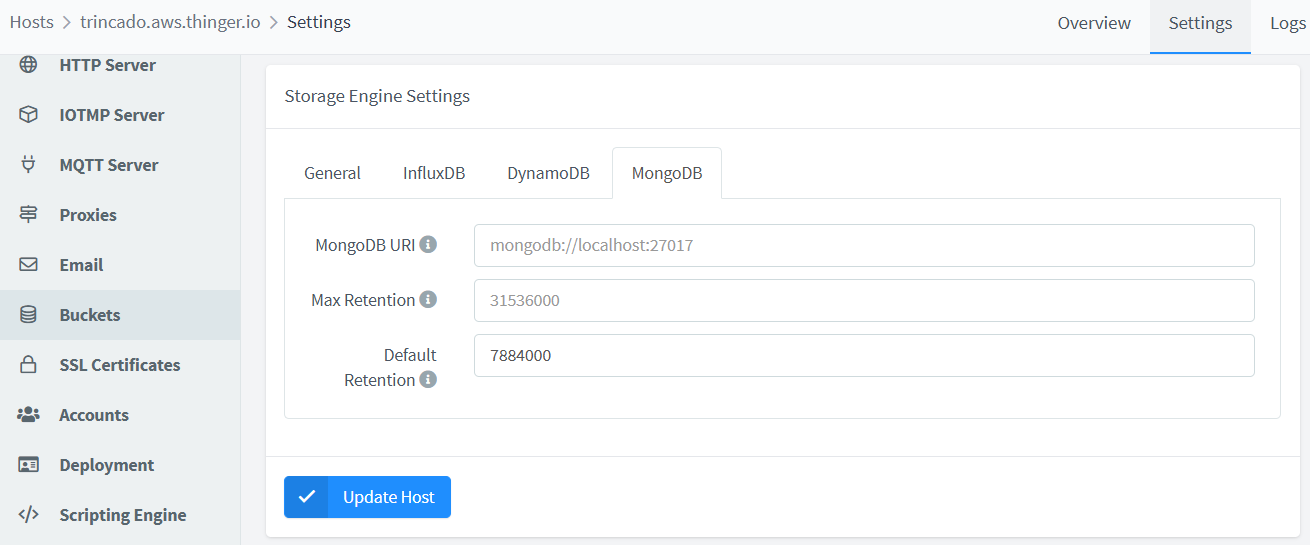 Hosts > trincado.aws.thinger.io > Settings
Overview Settings Logs
HTTP Server
IOTMP Server
MQTT Server
Proxies
Email
Buckets
SSL Certificates
Accounts
Deployment
Scripting Engine
Storage Engine Settings
General InfluxDB DynamoDB MongoDB
MongoDB URI mongodb://localhost:27017
Max Retention 31536000
Default
Retention
7884000
Update Host